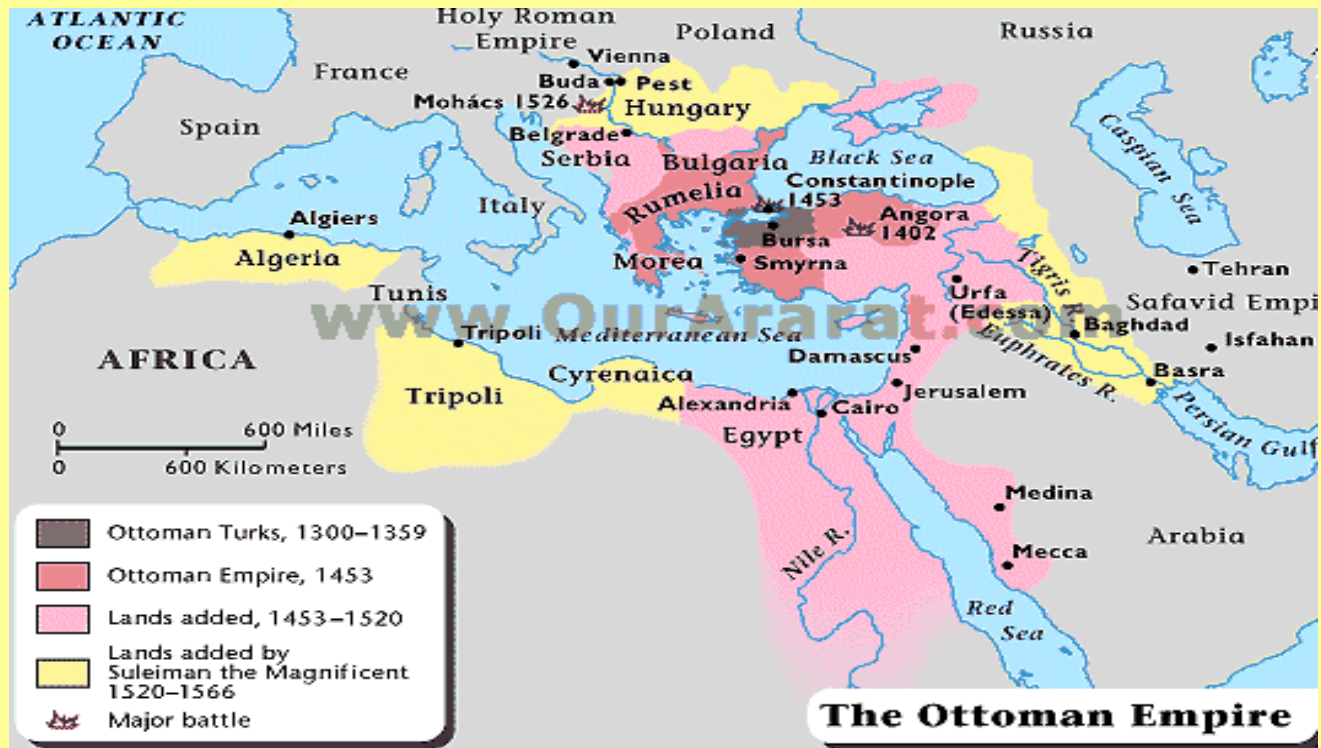 ATLANTIC
OCEAN
Holy Roman
Empire
Poland
Russia
France
Vienna
Buda
Pest
Mohács 1526
Hungary
Spain
Belgrade
Serbia
Bulgaria
Black Sea
Caspian Sea
Constantinople
1453
Rumelia
Italy
Angora
1402
Algiers
Bursa
Algeria
Morea
Smyrna
Tigris R.
Tehran
Tunis
Urfa
(Edessa)
Safavid Empi
www.OurArarat.com
Tripoli
Mediterranean Sea
Baghdad
Isfahan
AFRICA
Damascus
Euphrates R.
Cyrenaica
Basra
Tripoli
Alexandria
Cairo
Jerusalem
Persian Gulf
Egypt
0 600 Miles
0 600 Kilometers
Medina
Arabia
Nile R.
Mecca
Red
Sea
Ottoman Turks, 1300–1359
Ottoman Empire, 1453
Lands added, 1453–1520
Lands added by
Suleiman the Magnificent
1520–1566
Major battle
The Ottoman Empire